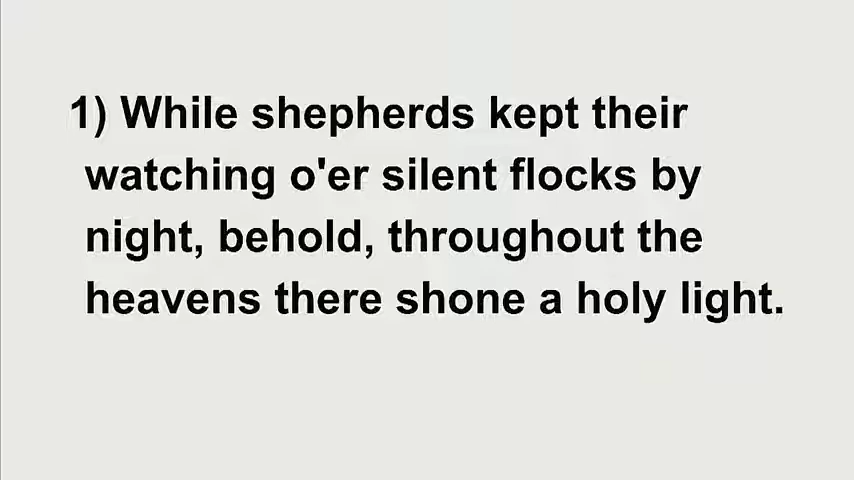 1) While shepherds kept their
watching o'er silent flocks by
night, behold, throughout the
heavens there shone a holy light.